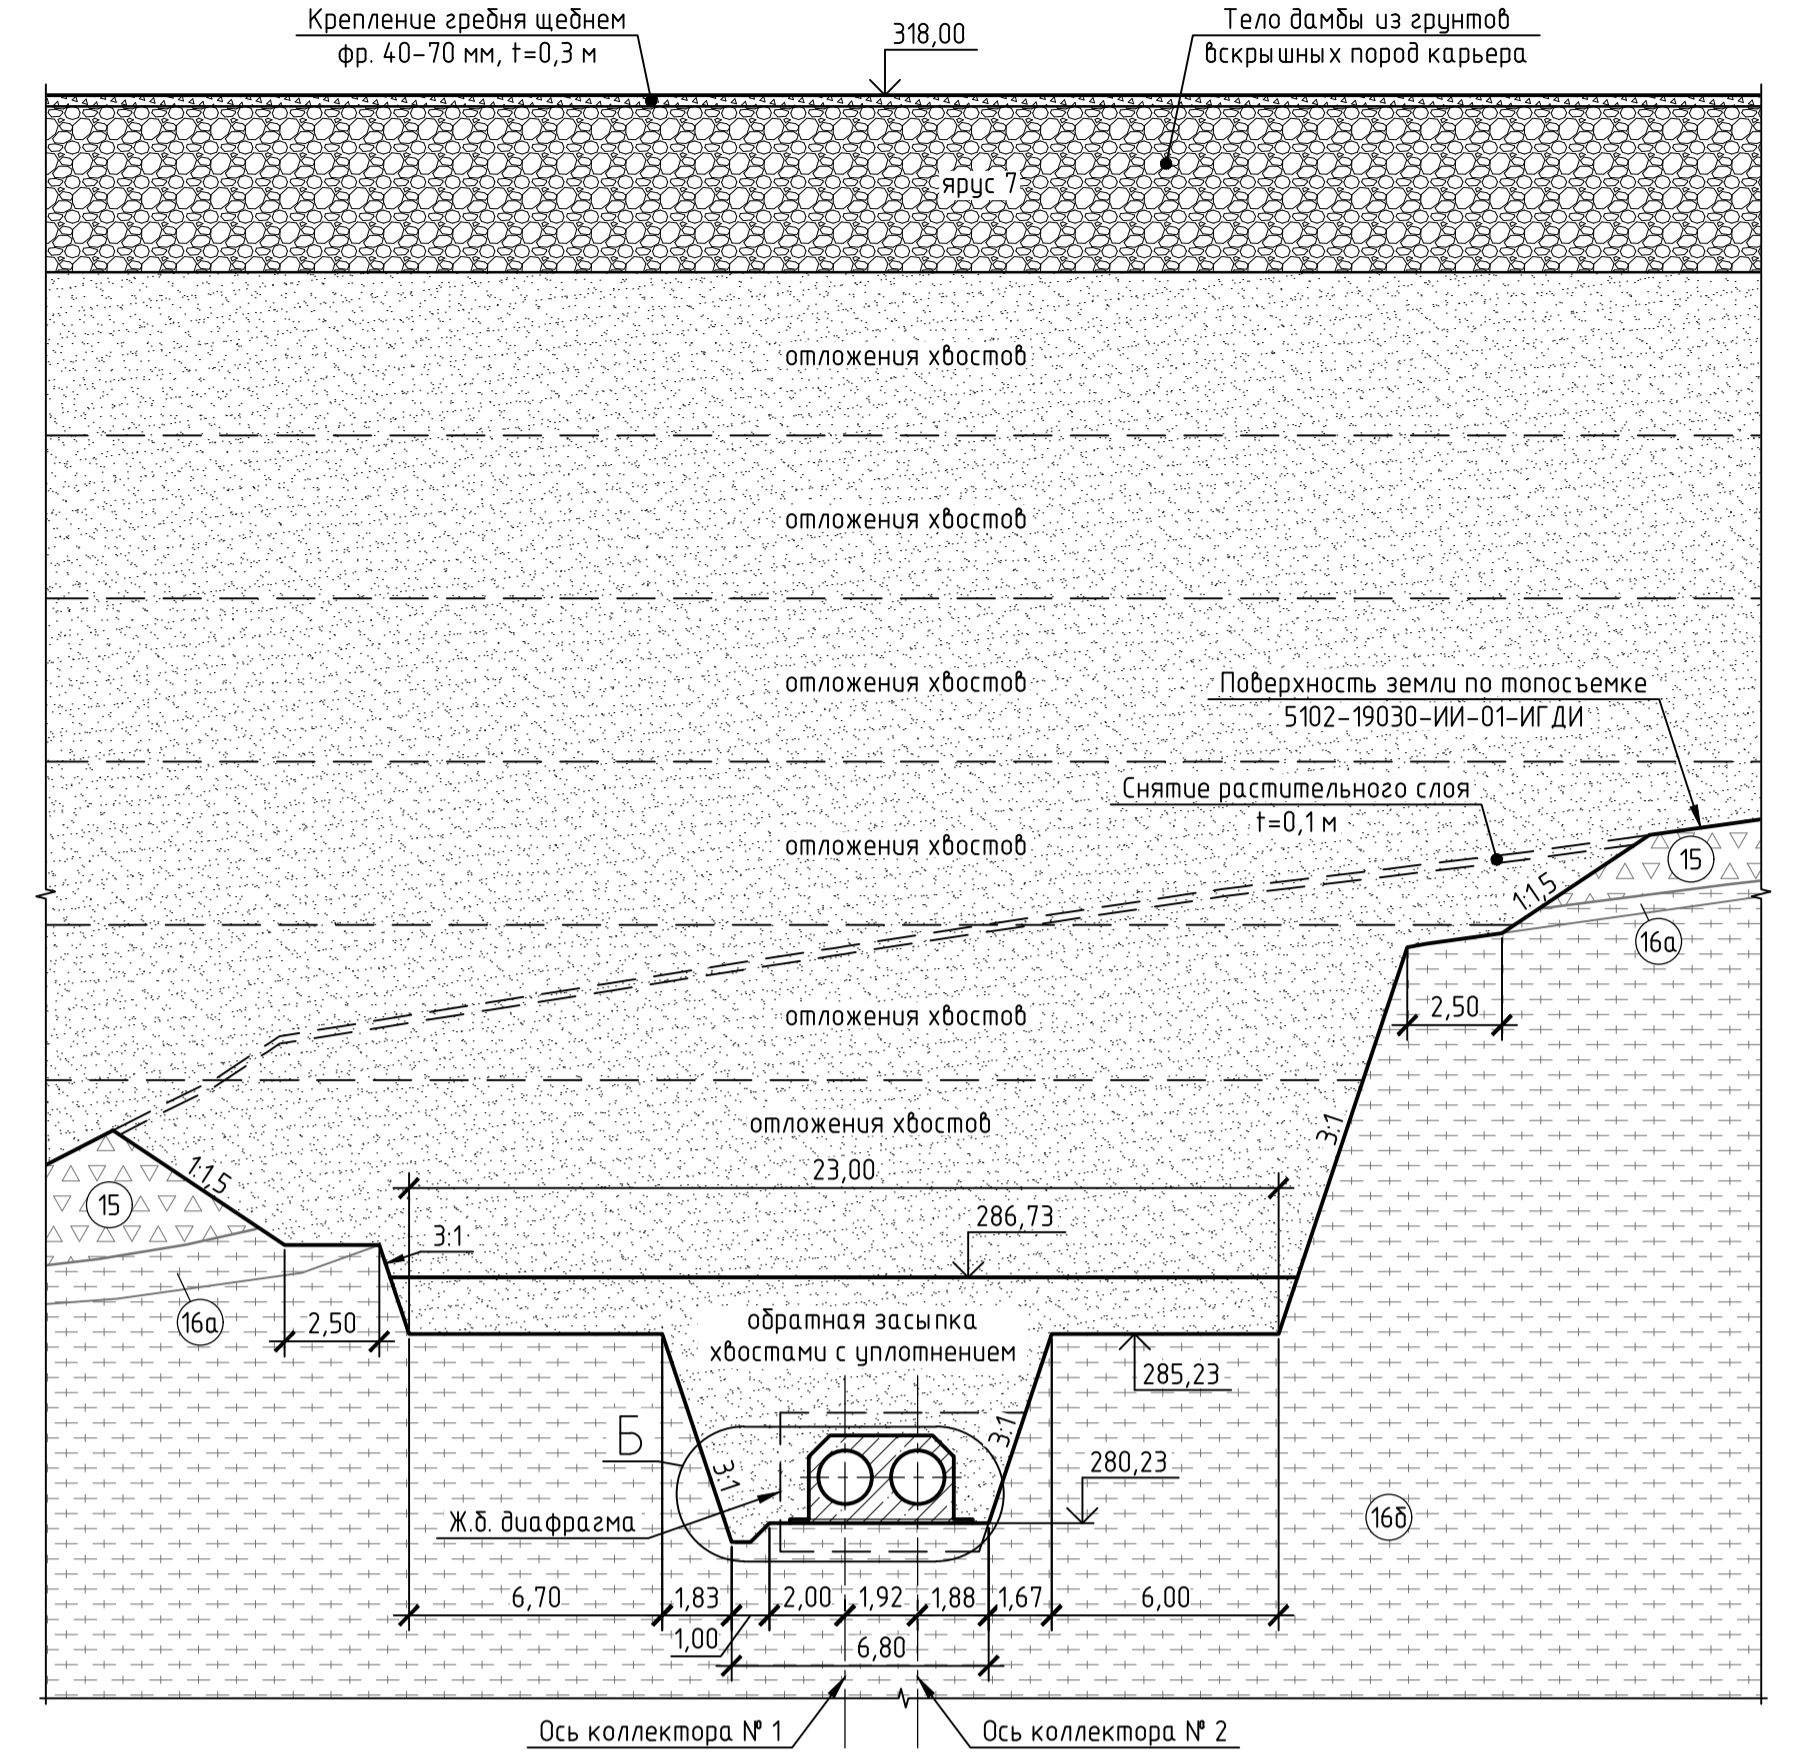 Крепление гребня щебнем
фр. 40-70 мм, t=0,3 м
318,00
Тело дамбы из грунтов
вскрышных пород карьера
ярус 7
отложения хвостов
отложения хвостов
отложения хвостов
Поверхность земли по топосъемке
5102-19030-ИИ-01-ИГДИ
Снятие растительного слоя
t=0,1 м
отложения хвостов
15
1:1,5
16а
2,50
отложения хвостов
отложения хвостов
3:1
1:1,5
15
23,00
3:1
286,73
16а
2,50
обратная засыпка
хвостами с уплотнением
285,23
Б
3:1
3:1
280,23
Ж.б. диафрагма
16б
6,70
1,83
2,00
1,92
1,88
1,67
6,00
1,00
6,80
Ось коллектора № 1
Ось коллектора № 2